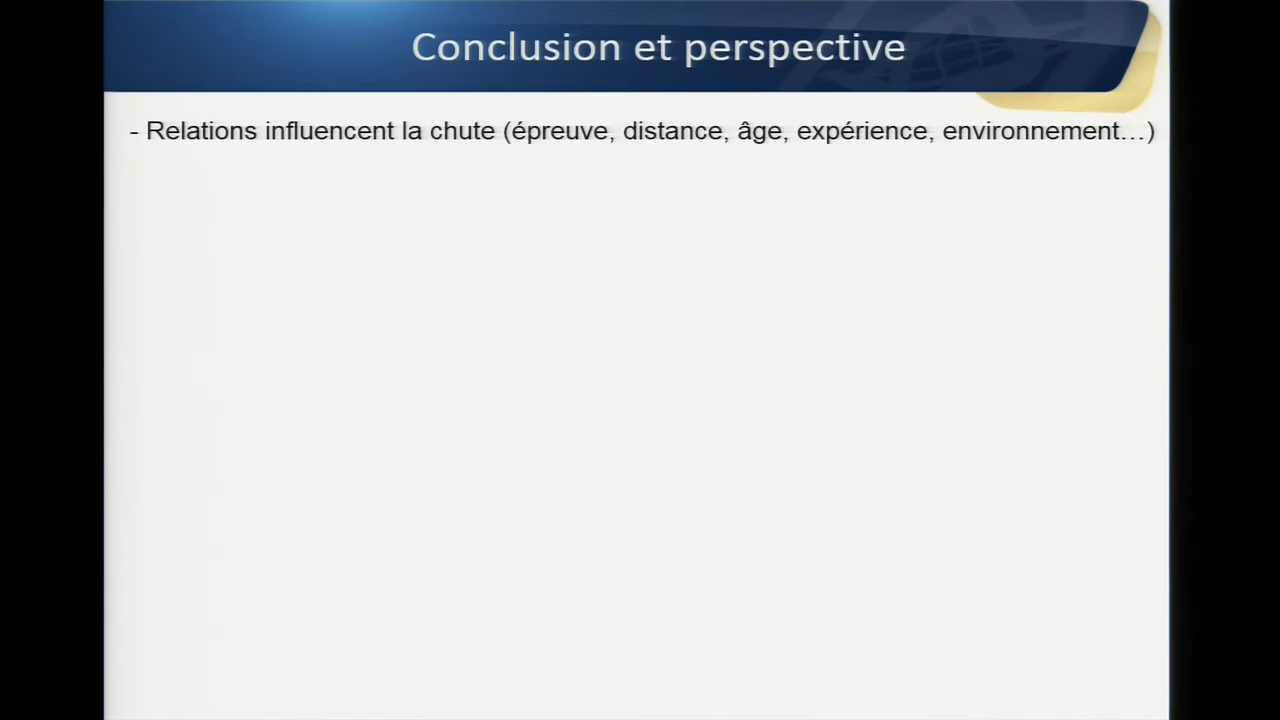 Conclusion et perspective
- Relations influencent la chute (épreuve, distance, âge, expérience, environnement…)